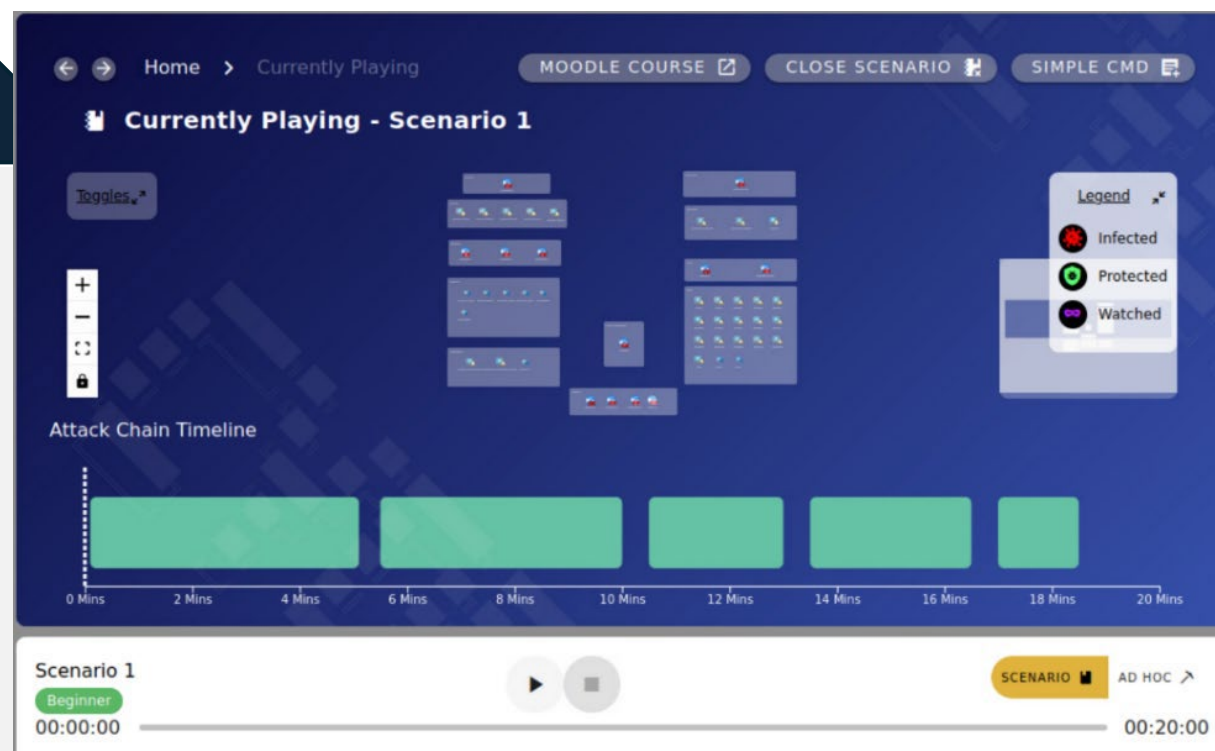 Home > Currently Playing
MOODLE COURSE
CLOSE SCENARIO
SIMPLE CMD
Currently Playing - Scenario 1
Toggles
Legend
Infected
Protected
Watched
Attack Chain Timeline
0 Mins 2 Mins 4 Mins 6 Mins 8 Mins 10 Mins 12 Mins 14 Mins 16 Mins 18 Mins 20 Mins
Scenario 1
Beginner
SCENARIO
AD HOC
00:00:00
00:20:00